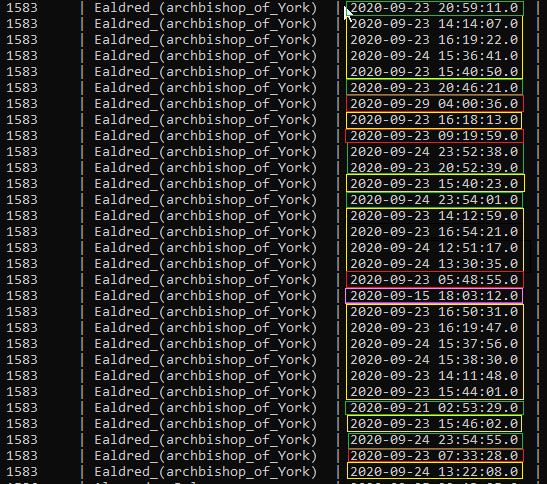 1583 | Ealdred_(archbishop_of_York) | 2020-09-23 20:59:11.0 |
1583 | Ealdred_(archbishop_of_York) | 2020-09-23 14:14:07.0 |
1583 | Ealdred_(archbishop_of_York) | 2020-09-23 16:19:22.0 |
1583 | Ealdred_(archbishop_of_York) | 2020-09-24 15:36:41.0 |
1583 | Ealdred_(archbishop_of_York) | 2020-09-23 15:40:50.0 |
1583 | Ealdred_(archbishop_of_York) | 2020-09-23 20:46:21.0 |
1583 | Ealdred_(archbishop_of_York) | 2020-09-29 04:00:36.0 |
1583 | Ealdred_(archbishop_of_York) | 2020-09-23 16:18:13.0 |
1583 | Ealdred_(archbishop_of_York) | 2020-09-23 09:19:59.0 |
1583 | Ealdred_(archbishop_of_York) | 2020-09-24 23:52:38.0 |
1583 | Ealdred_(archbishop_of_York) | 2020-09-23 20:52:39.0 |
1583 | Ealdred_(archbishop_of_York) | 2020-09-23 15:40:23.0 |
1583 | Ealdred_(archbishop_of_York) | 2020-09-24 23:54:01.0 |
1583 | Ealdred_(archbishop_of_York) | 2020-09-23 14:12:59.0 |
1583 | Ealdred_(archbishop_of_York) | 2020-09-23 16:54:21.0 |
1583 | Ealdred_(archbishop_of_York) | 2020-09-24 12:51:17.0 |
1583 | Ealdred_(archbishop_of_York) | 2020-09-24 13:30:35.0 |
1583 | Ealdred_(archbishop_of_York) | 2020-09-23 05:48:55.0 |
1583 | Ealdred_(archbishop_of_York) | 2020-09-15 18:03:12.0 |
1583 | Ealdred_(archbishop_of_York) | 2020-09-23 16:50:31.0 |
1583 | Ealdred_(archbishop_of_York) | 2020-09-23 16:19:47.0 |
1583 | Ealdred_(archbishop_of_York) | 2020-09-24 15:37:56.0 |
1583 | Ealdred_(archbishop_of_York) | 2020-09-24 15:38:30.0 |
1583 | Ealdred_(archbishop_of_York) | 2020-09-23 14:11:48.0 |
1583 | Ealdred_(archbishop_of_York) | 2020-09-23 15:44:01.0 |
1583 | Ealdred_(archbishop_of_York) | 2020-09-21 02:53:29.0 |
1583 | Ealdred_(archbishop_of_York) | 2020-09-23 15:46:02.0 |
1583 | Ealdred_(archbishop_of_York) | 2020-09-24 23:54:55.0 |
1583 | Ealdred_(archbishop_of_York) | 2020-09-23 07:33:28.0 |
1583 | Ealdred_(archbishop_of_York) | 2020-09-24 13:22:08.0 |